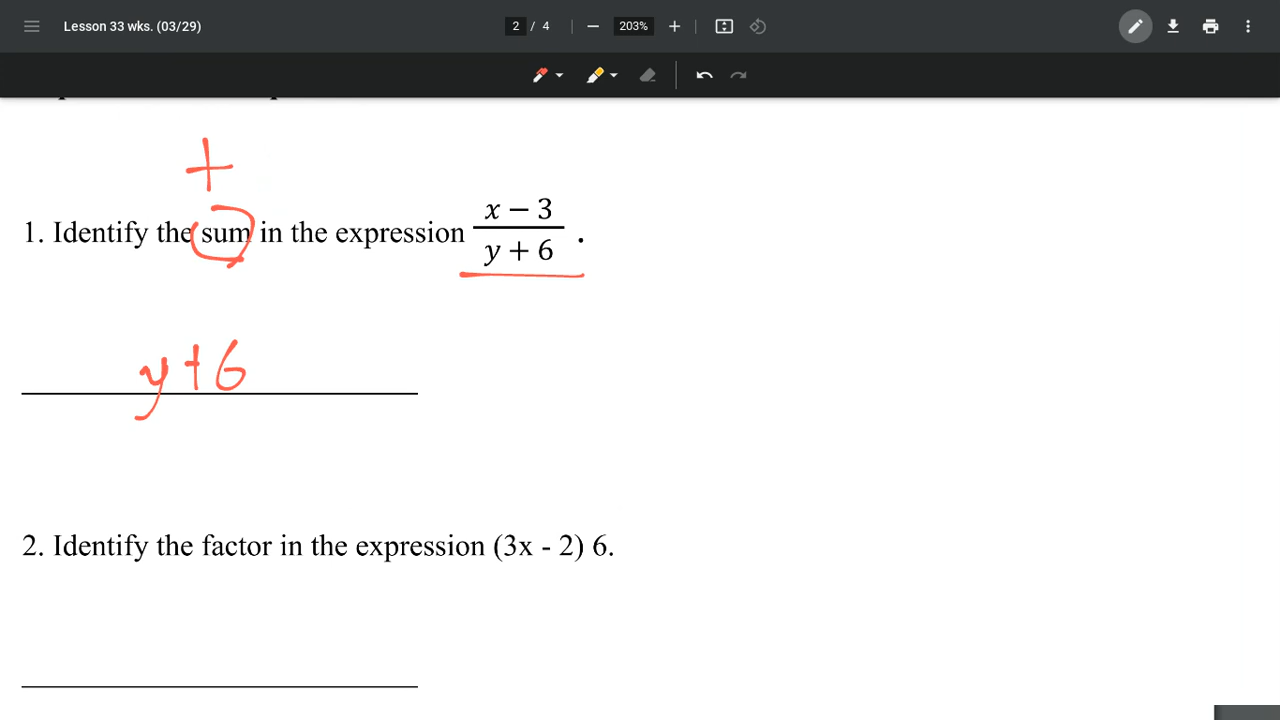 Lesson 33 wks. (03/29)
2 / 4
203%
+
1. Identify the sum in the expression x − 3 / y + 6 .
y+6
2. Identify the factor in the expression (3x - 2) 6.